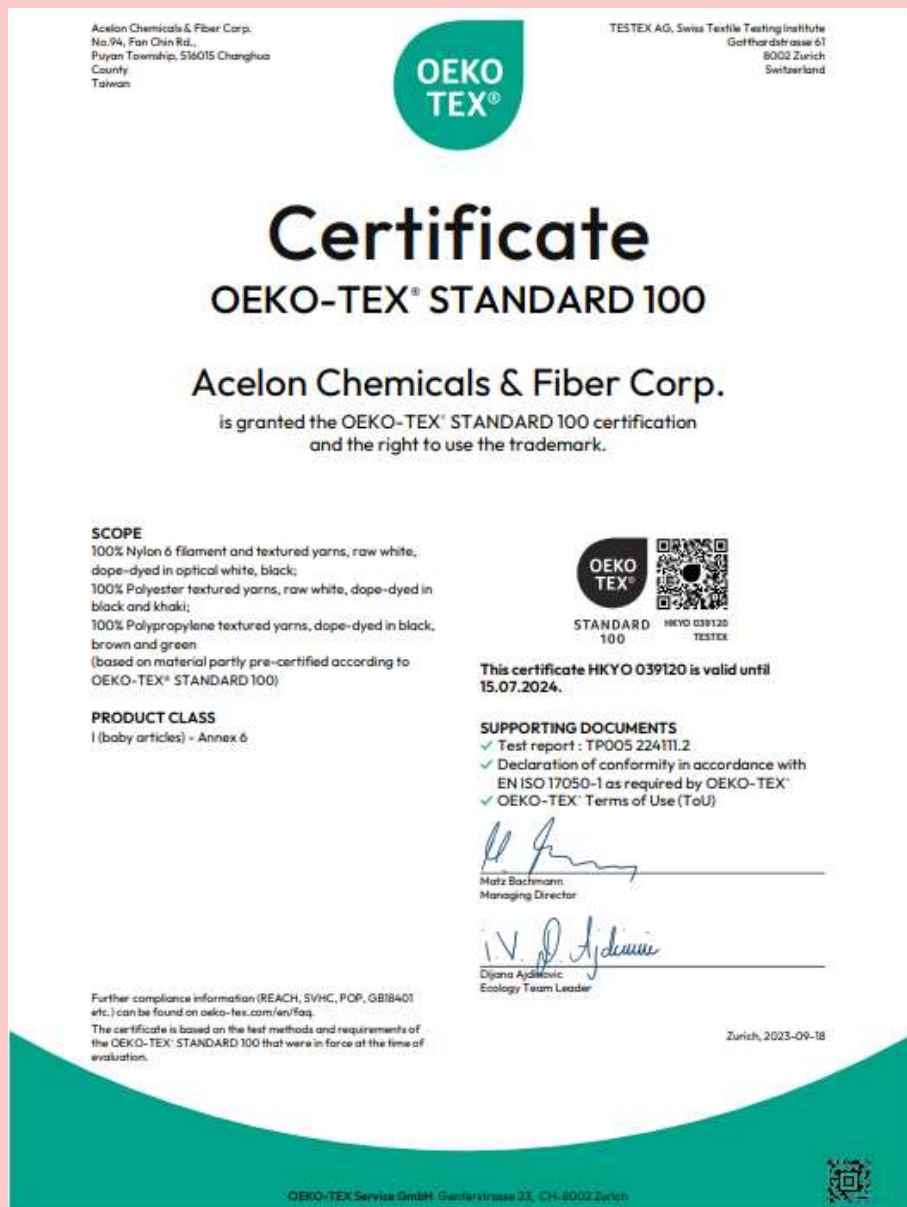 Acelon Chemicals & Fiber Corp.
No.94, Fan Chin Rd.,
Puyan Township, 516015 Changhua
County
Taiwan
OEKO
TEX®
TESTEX AG, Swiss Textile Testing Institute
Gotthardstrasse 61
8002 Zurich
Switzerland
Certificate
OEKO-TEX® STANDARD 100
Acelon Chemicals & Fiber Corp.
is granted the OEKO-TEX® STANDARD 100 certification
and the right to use the trademark.
SCOPE
100% Nylon 6 filament and textured yarns, raw white,
dope-dyed in optical white, black;
100% Polyester textured yarns, raw white, dope-dyed in
black and khaki;
100% Polypropylene textured yarns, dope-dyed in black,
brown and green
(based on material partly pre-certified according to
OEKO-TEX® STANDARD 100)
PRODUCT CLASS
I (baby articles) - Annex 6
OEKO
TEX®
STANDARD
100
HKYO 039120
TESTEX
This certificate HKYO 039120 is valid until
15.07.2024.
SUPPORTING DOCUMENTS
✓ Test report : TP005 224111.2
✓ Declaration of conformity in accordance with
EN ISO 17050-1 as required by OEKO-TEX®
✓ OEKO-TEX® Terms of Use (ToU)
Matz Bachmann
Managing Director
i.V. D. Ajdinovic
Dijana Ajdinovic
Ecology Team Leader
Further compliance information (REACH, SVHC, POP, GB18401
etc.) can be found on oeko-tex.com/en/faq.
The certificate is based on the test methods and requirements of
the OEKO-TEX® STANDARD 100 that were in force at the time of
evaluation.
Zurich, 2023-09-18
OEKO-TEX Service GmbH Genferstrasse 23, CH-8002 Zurich